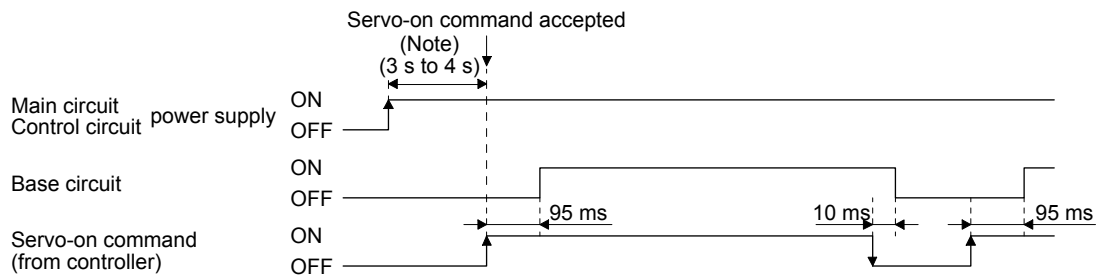 Servo-on command accepted
(Note)
(3 s to 4 s)
Main circuit
Control circuit
power supply
ON
OFF
Base circuit
ON
OFF
95 ms
10 ms
95 ms
Servo-on command
(from controller)
ON
OFF